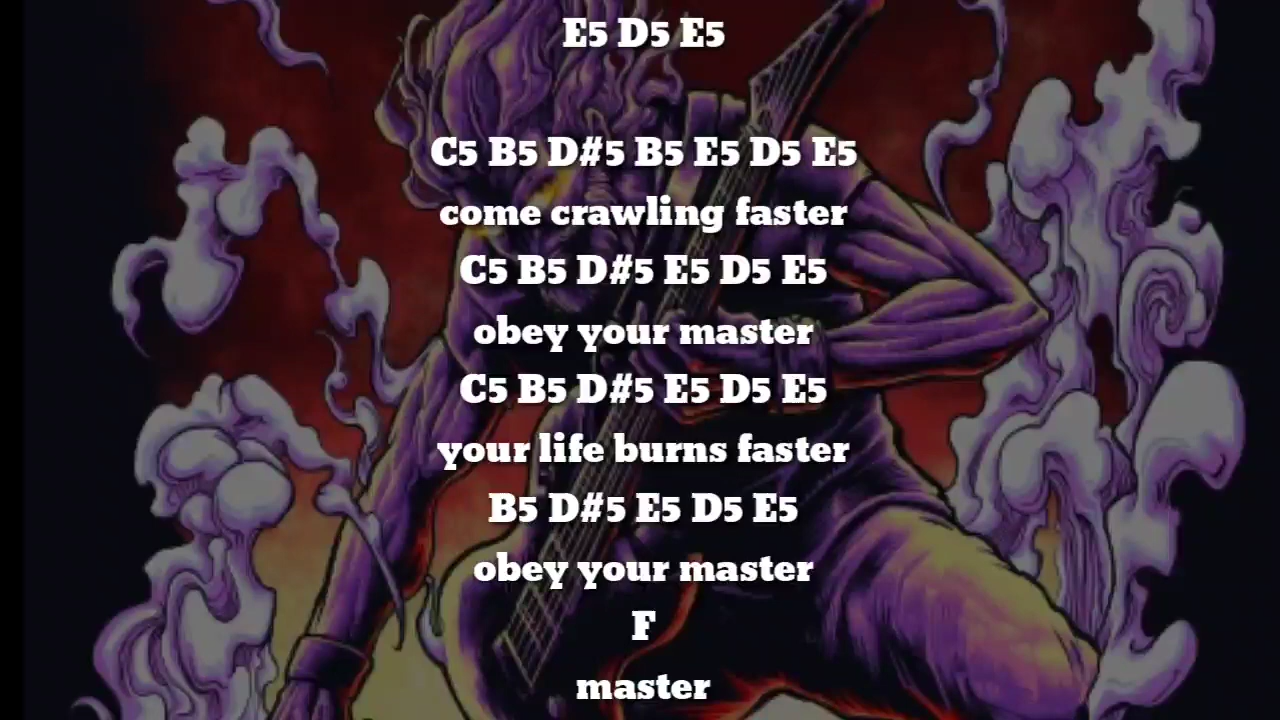 E5 D5 E5
C5 B5 D#5 B5 E5 D5 E5
come crawling faster
C5 B5 D#5 E5 D5 E5
obey your master
C5 B5 D#5 E5 D5 E5
your life burns faster
B5 D#5 E5 D5 E5
obey your master
F
master